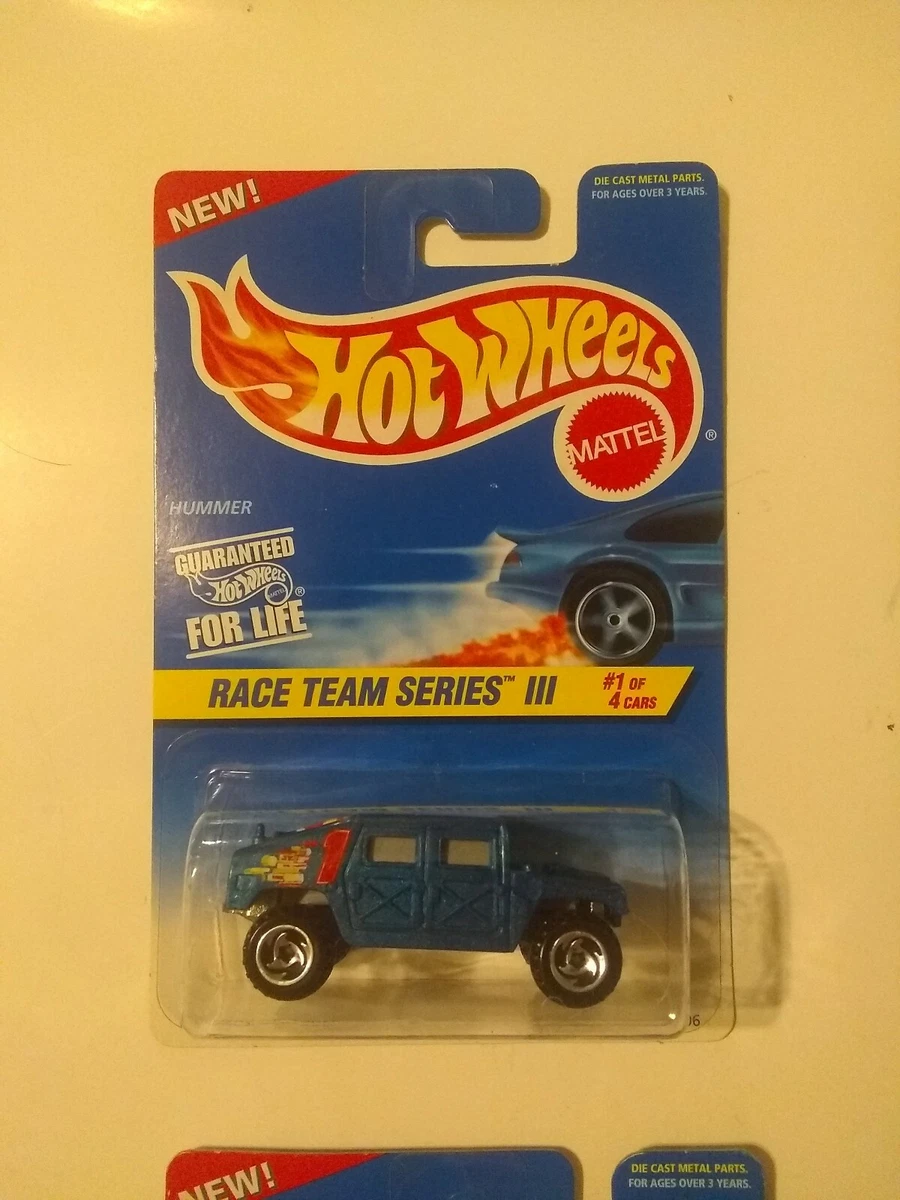 NEW!
DIE CAST METAL PARTS.
FOR AGES OVER 3 YEARS.
HOT WHEELS
MATTEL
®
HUMMER
GUARANTEED
HOT WHEELS ®
MATTEL
FOR LIFE
RACE TEAM SERIES™ III
#1 OF
4 CARS
NEW!
DIE CAST METAL PARTS.
FOR AGES OVER 3 YEARS.